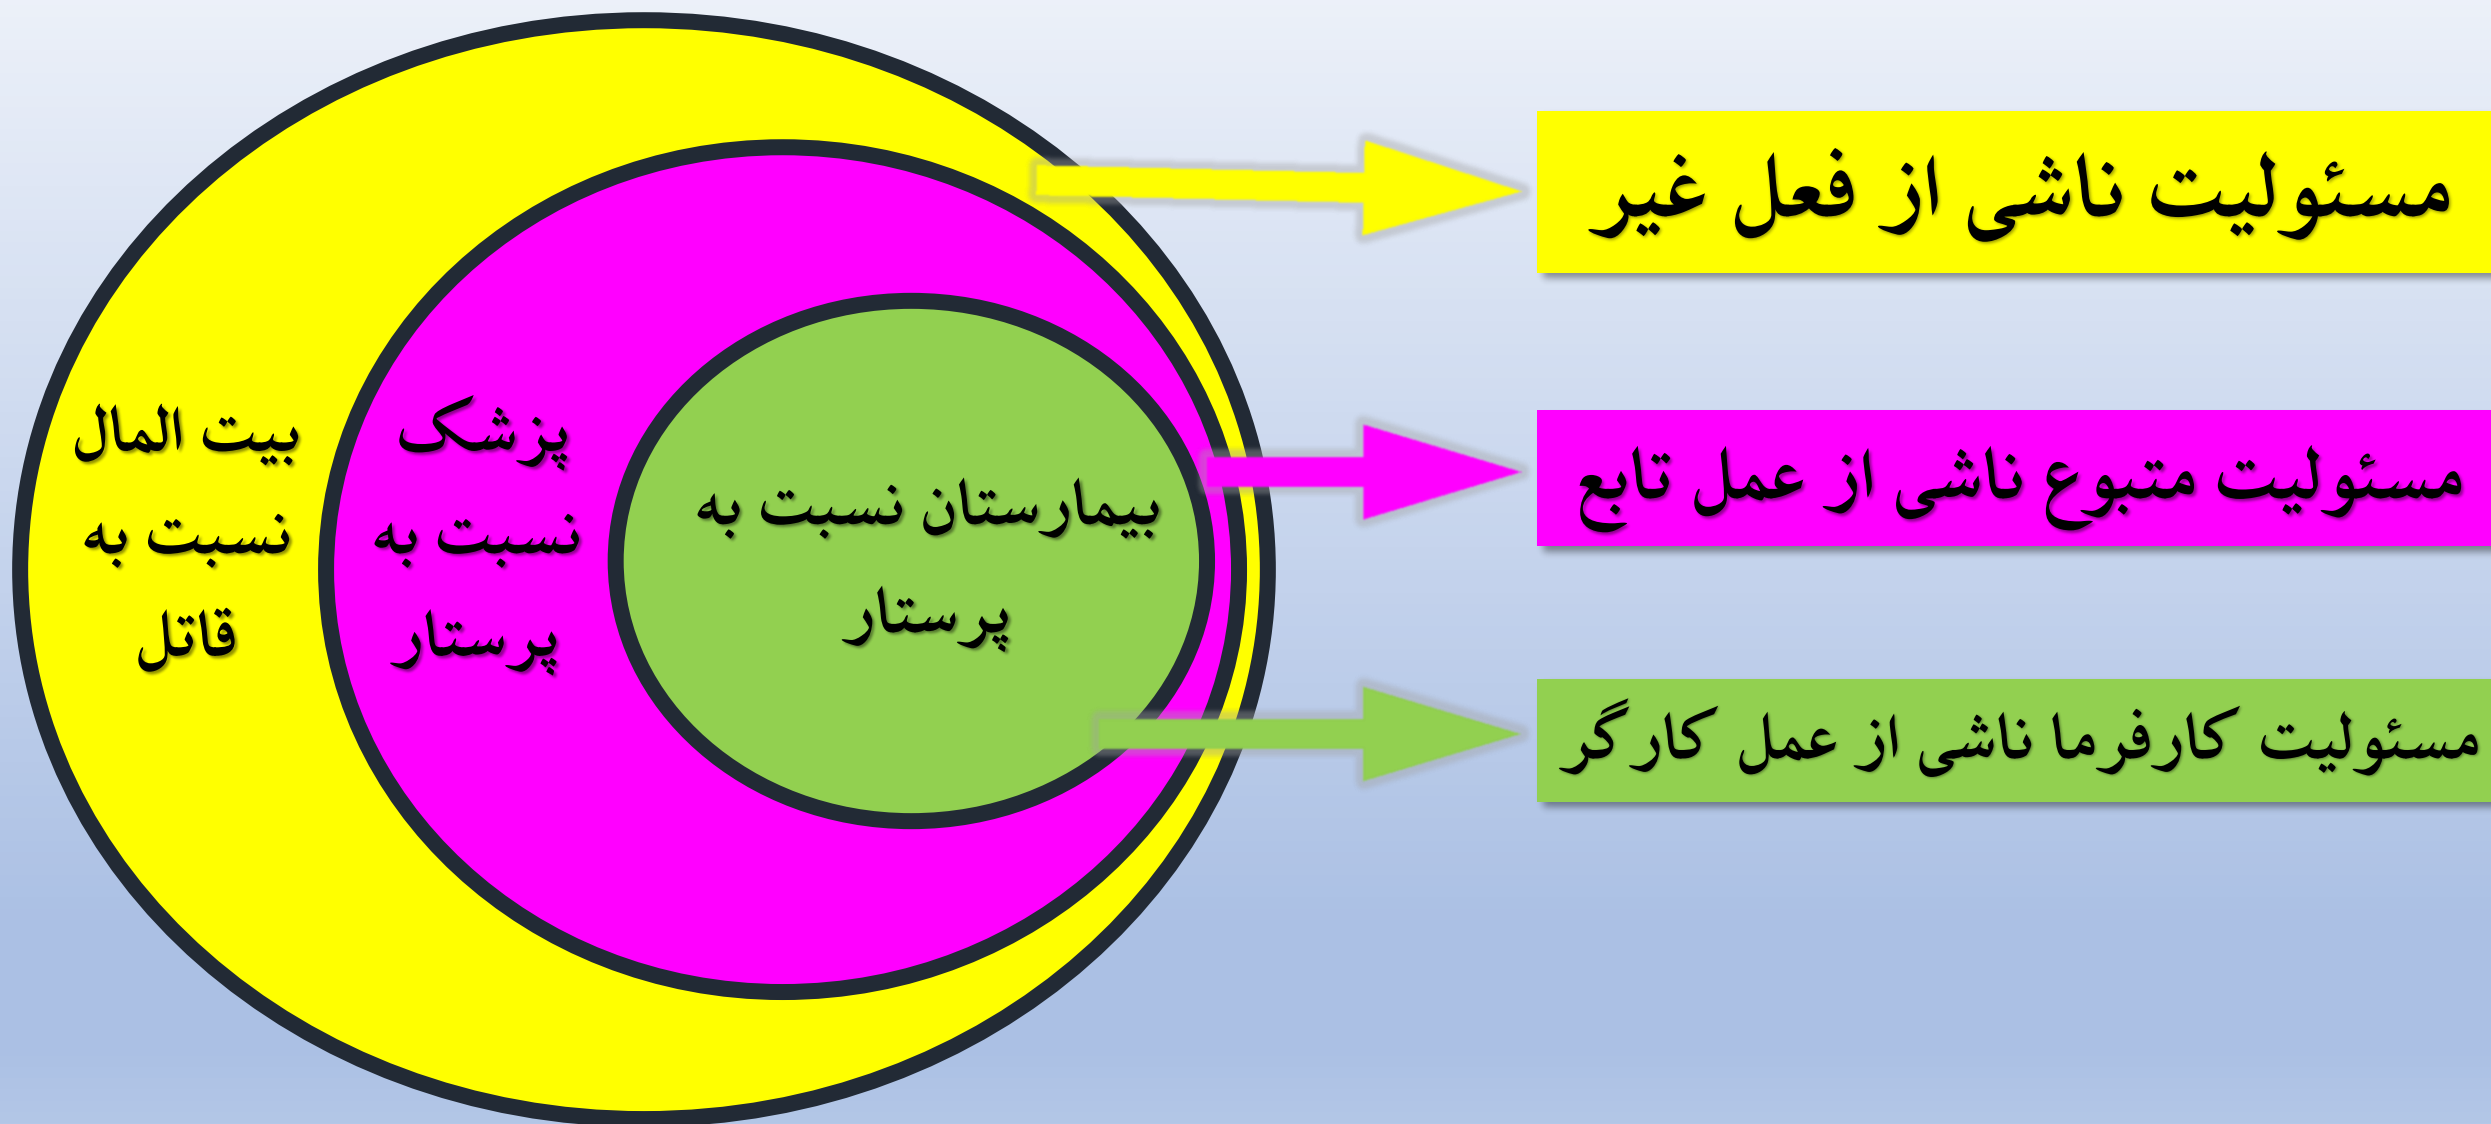 مسئولیت ناشی از فعل غیر
مسئولیت متبوع ناشی از عمل تابع
مسئولیت کارفرما ناشی از عمل کارگر
بیمارستان نسبت به
پرستار
پزشک
نسبت به
پرستار
بیت المال
نسبت به
قاتل